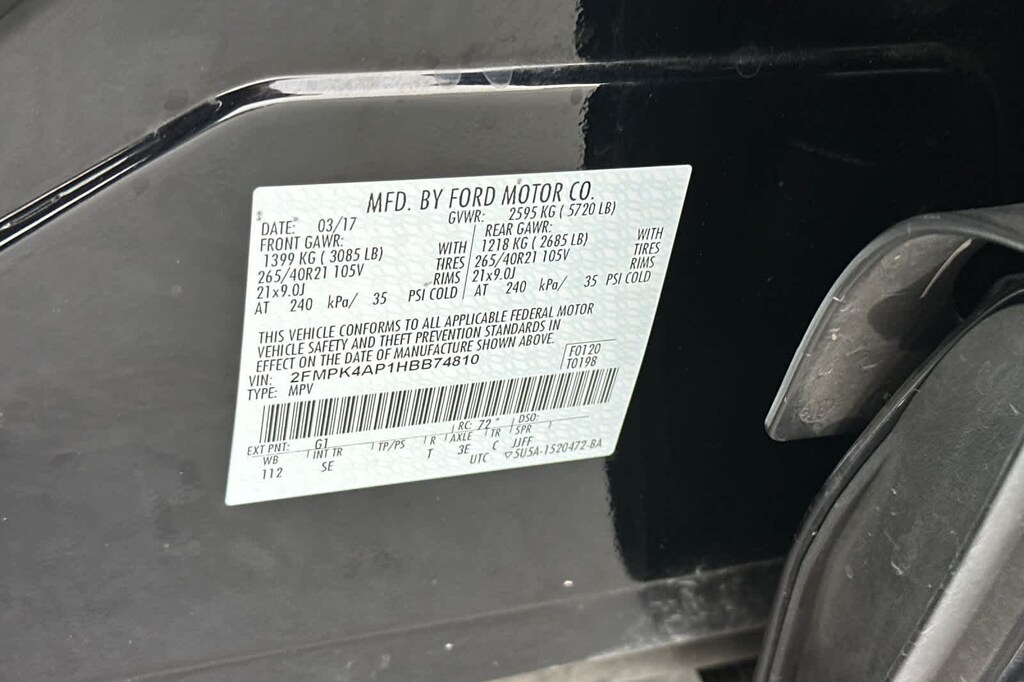 MFD. BY FORD MOTOR CO.
DATE: 03/17 GVWR: 2595 KG ( 5720 LB)
FRONT GAWR: REAR GAWR:
1399 KG ( 3085 LB) WITH 1218 KG ( 2685 LB) WITH
265/40R21 105V TIRES 265/40R21 105V TIRES
21x9.0J RIMS 21x9.0J RIMS
AT 240 kPa/ 35 PSI COLD AT 240 kPa/ 35 PSI COLD
THIS VEHICLE CONFORMS TO ALL APPLICABLE FEDERAL MOTOR
VEHICLE SAFETY AND THEFT PREVENTION STANDARDS IN
EFFECT ON THE DATE OF MANUFACTURE SHOWN ABOVE.
VIN: 2FMPK4AP1HBB74810 F0120
TYPE: MPV T0198
EXT PNT: G1 RC: 72 DSO:
WB INT TR TP/PS R AXLE TR SPR
112 SE T 3E C JJFF
UTC ▽5U5A-1520472-BA